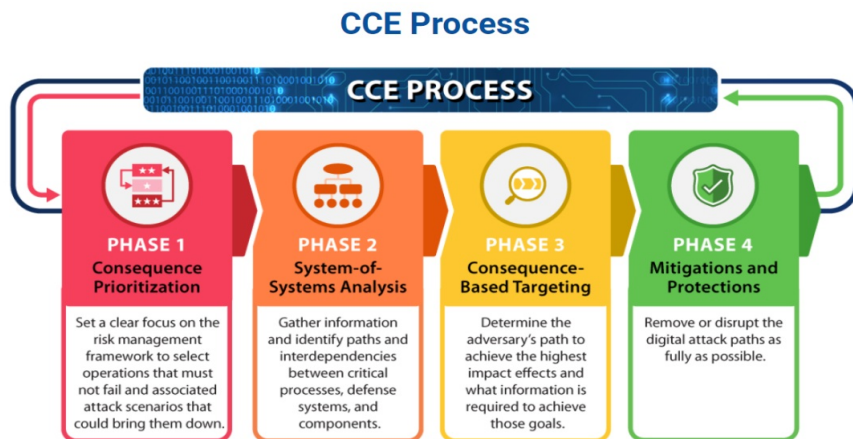 CCE Process
CCE PROCESS
PHASE 1
Consequence
Prioritization
Set a clear focus on the
risk management
framework to select
operations that must
not fail and associated
attack scenarios that
could bring them down.
PHASE 2
System-of-
Systems Analysis
Gather information
and identify paths and
interdependencies
between critical
processes, defense
systems, and
components.
PHASE 3
Consequence-
Based Targeting
Determine the
adversary's path to
achieve the highest
impact effects and
what information is
required to achieve
those goals.
PHASE 4
Mitigations and
Protections
Remove or disrupt the
digital attack paths as
fully as possible.